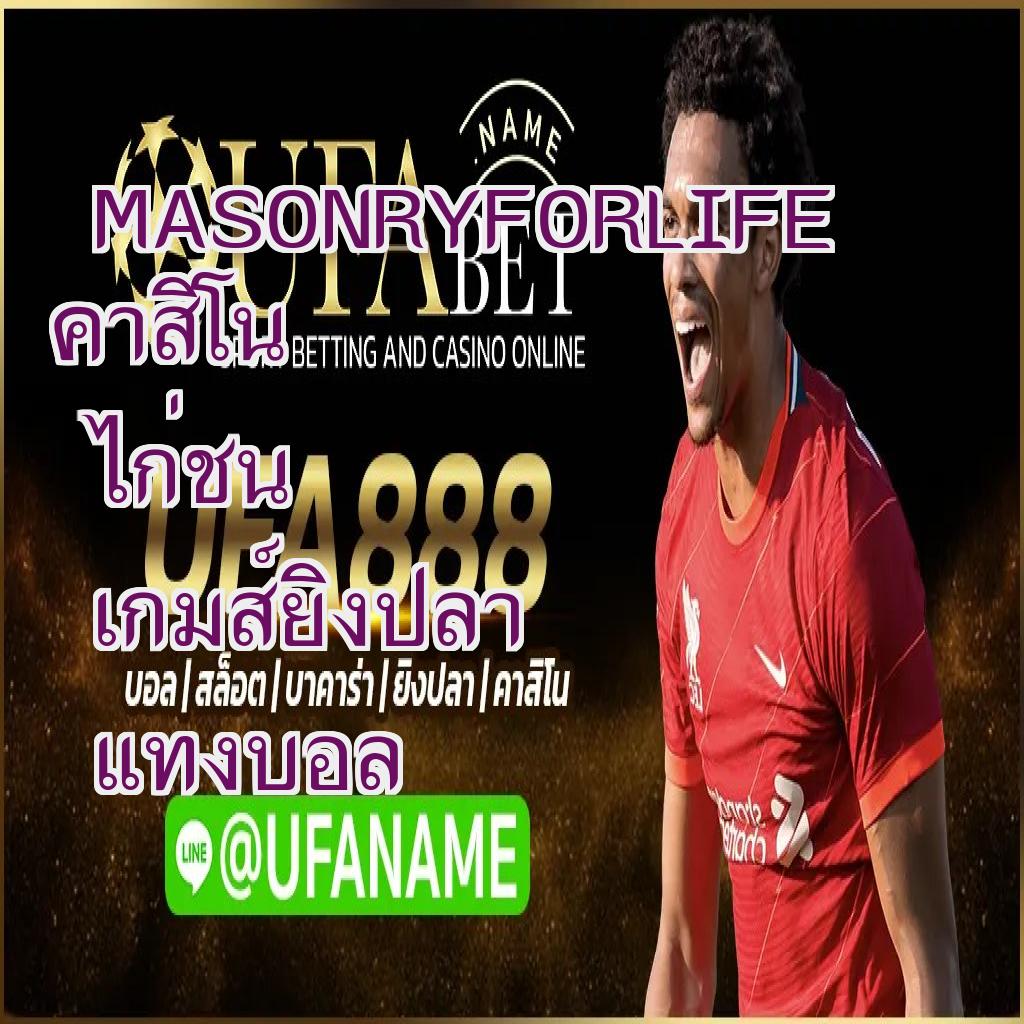 .NAME
UFA
BET
MASONRYFORLIFE
คาสิโน
BETTING AND CASINO ONLINE
ไก่ชน
UFA888
เกมส์ยิงปลา
บอล | สล็อต | บาคาร่า | ยิงปลา | คาสิโน
แทงบอล
LINE @UFANAME